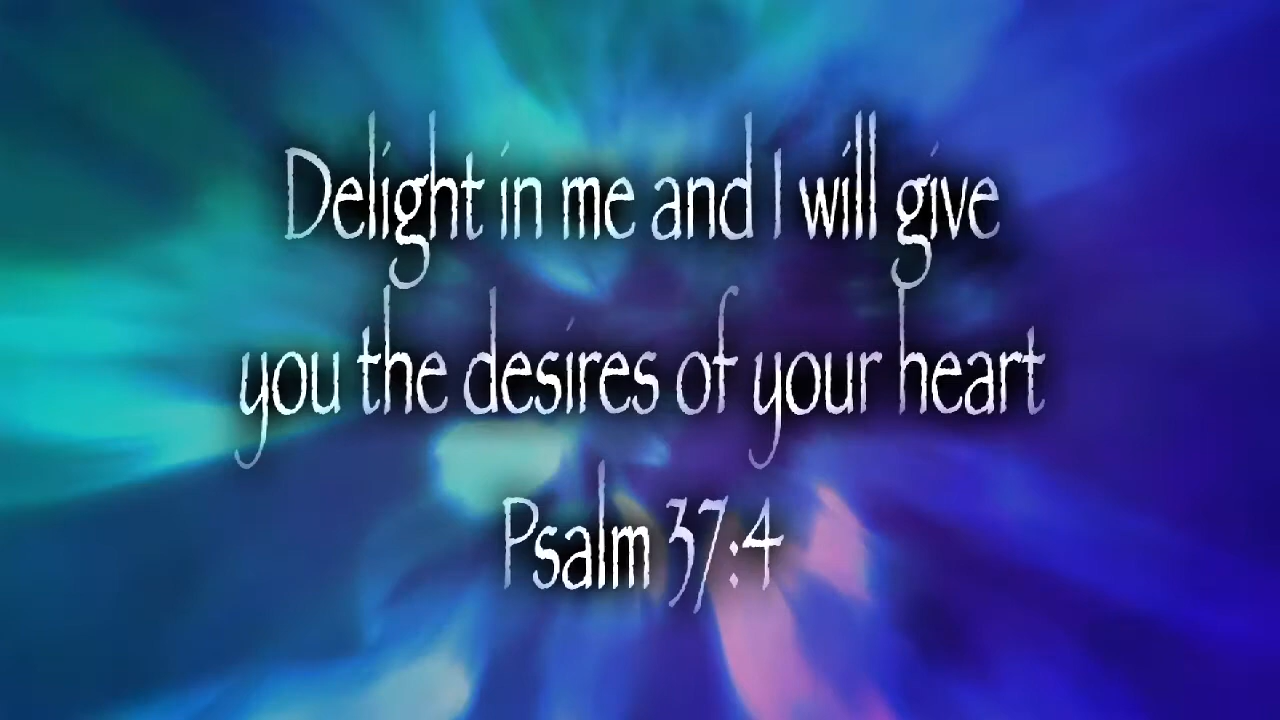 Delight in me and I will give
you the desires of your heart
Psalm 37:4